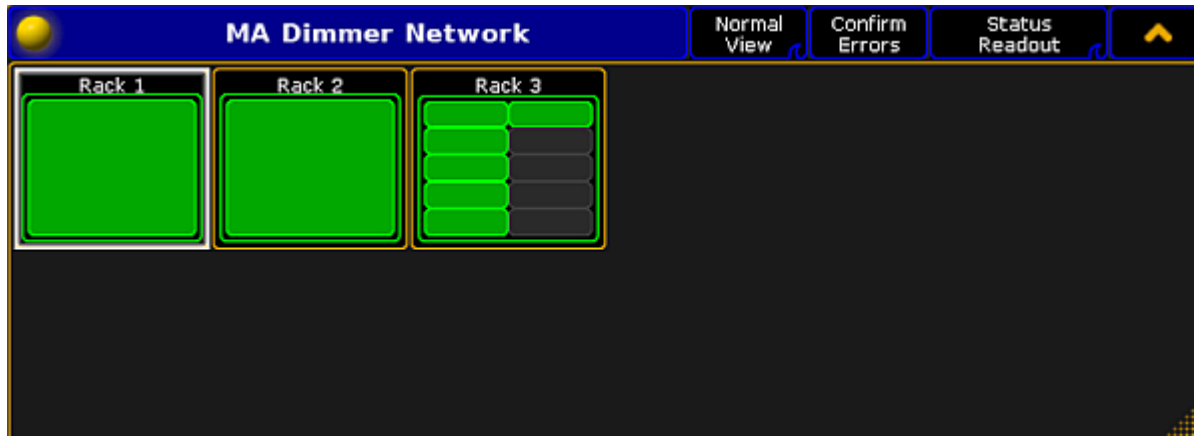 MA Dimmer Network
Normal
View
Confirm
Errors
Status
Readout
Rack 1
Rack 2
Rack 3